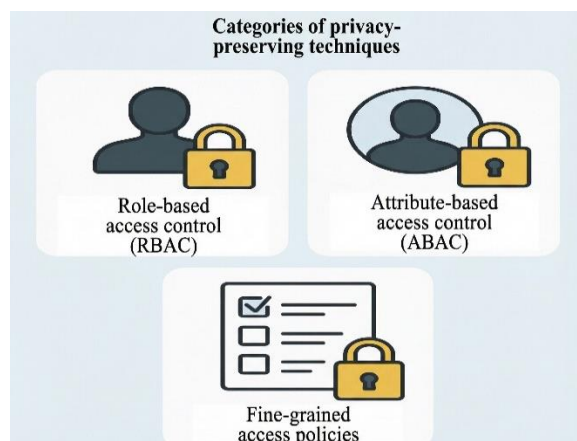 Categories of privacy-
preserving techniques
Role-based
access control
(RBAC)
Attribute-based
access control
(ABAC)
Fine-grained
access policies